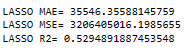 LASSO MAE= 35546.35588145759
LASSO MSE= 3206405016.1985655
LASSO R2= 0.5294891887453548